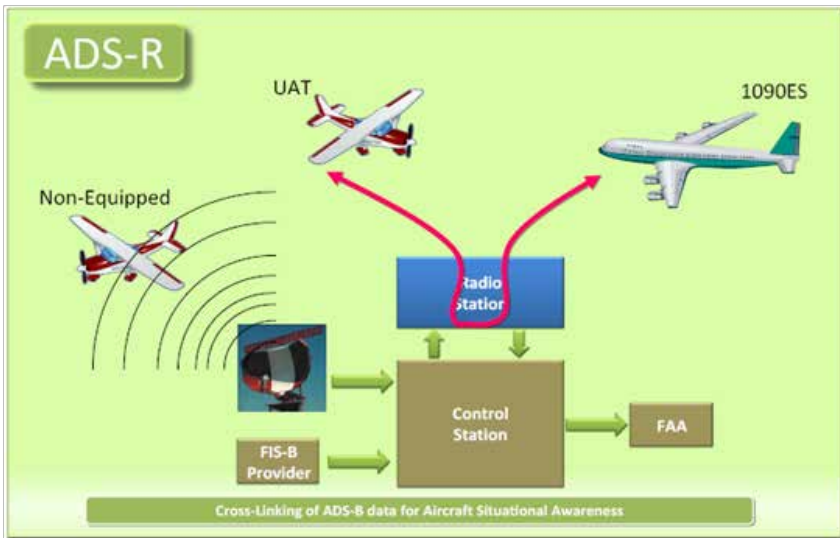 ADS-R
UAT
1090ES
Non-Equipped
Radio
Station
Control
Station
FAA
FIS-B
Provider
Cross-Linking of ADS-B data for Aircraft Situational Awareness